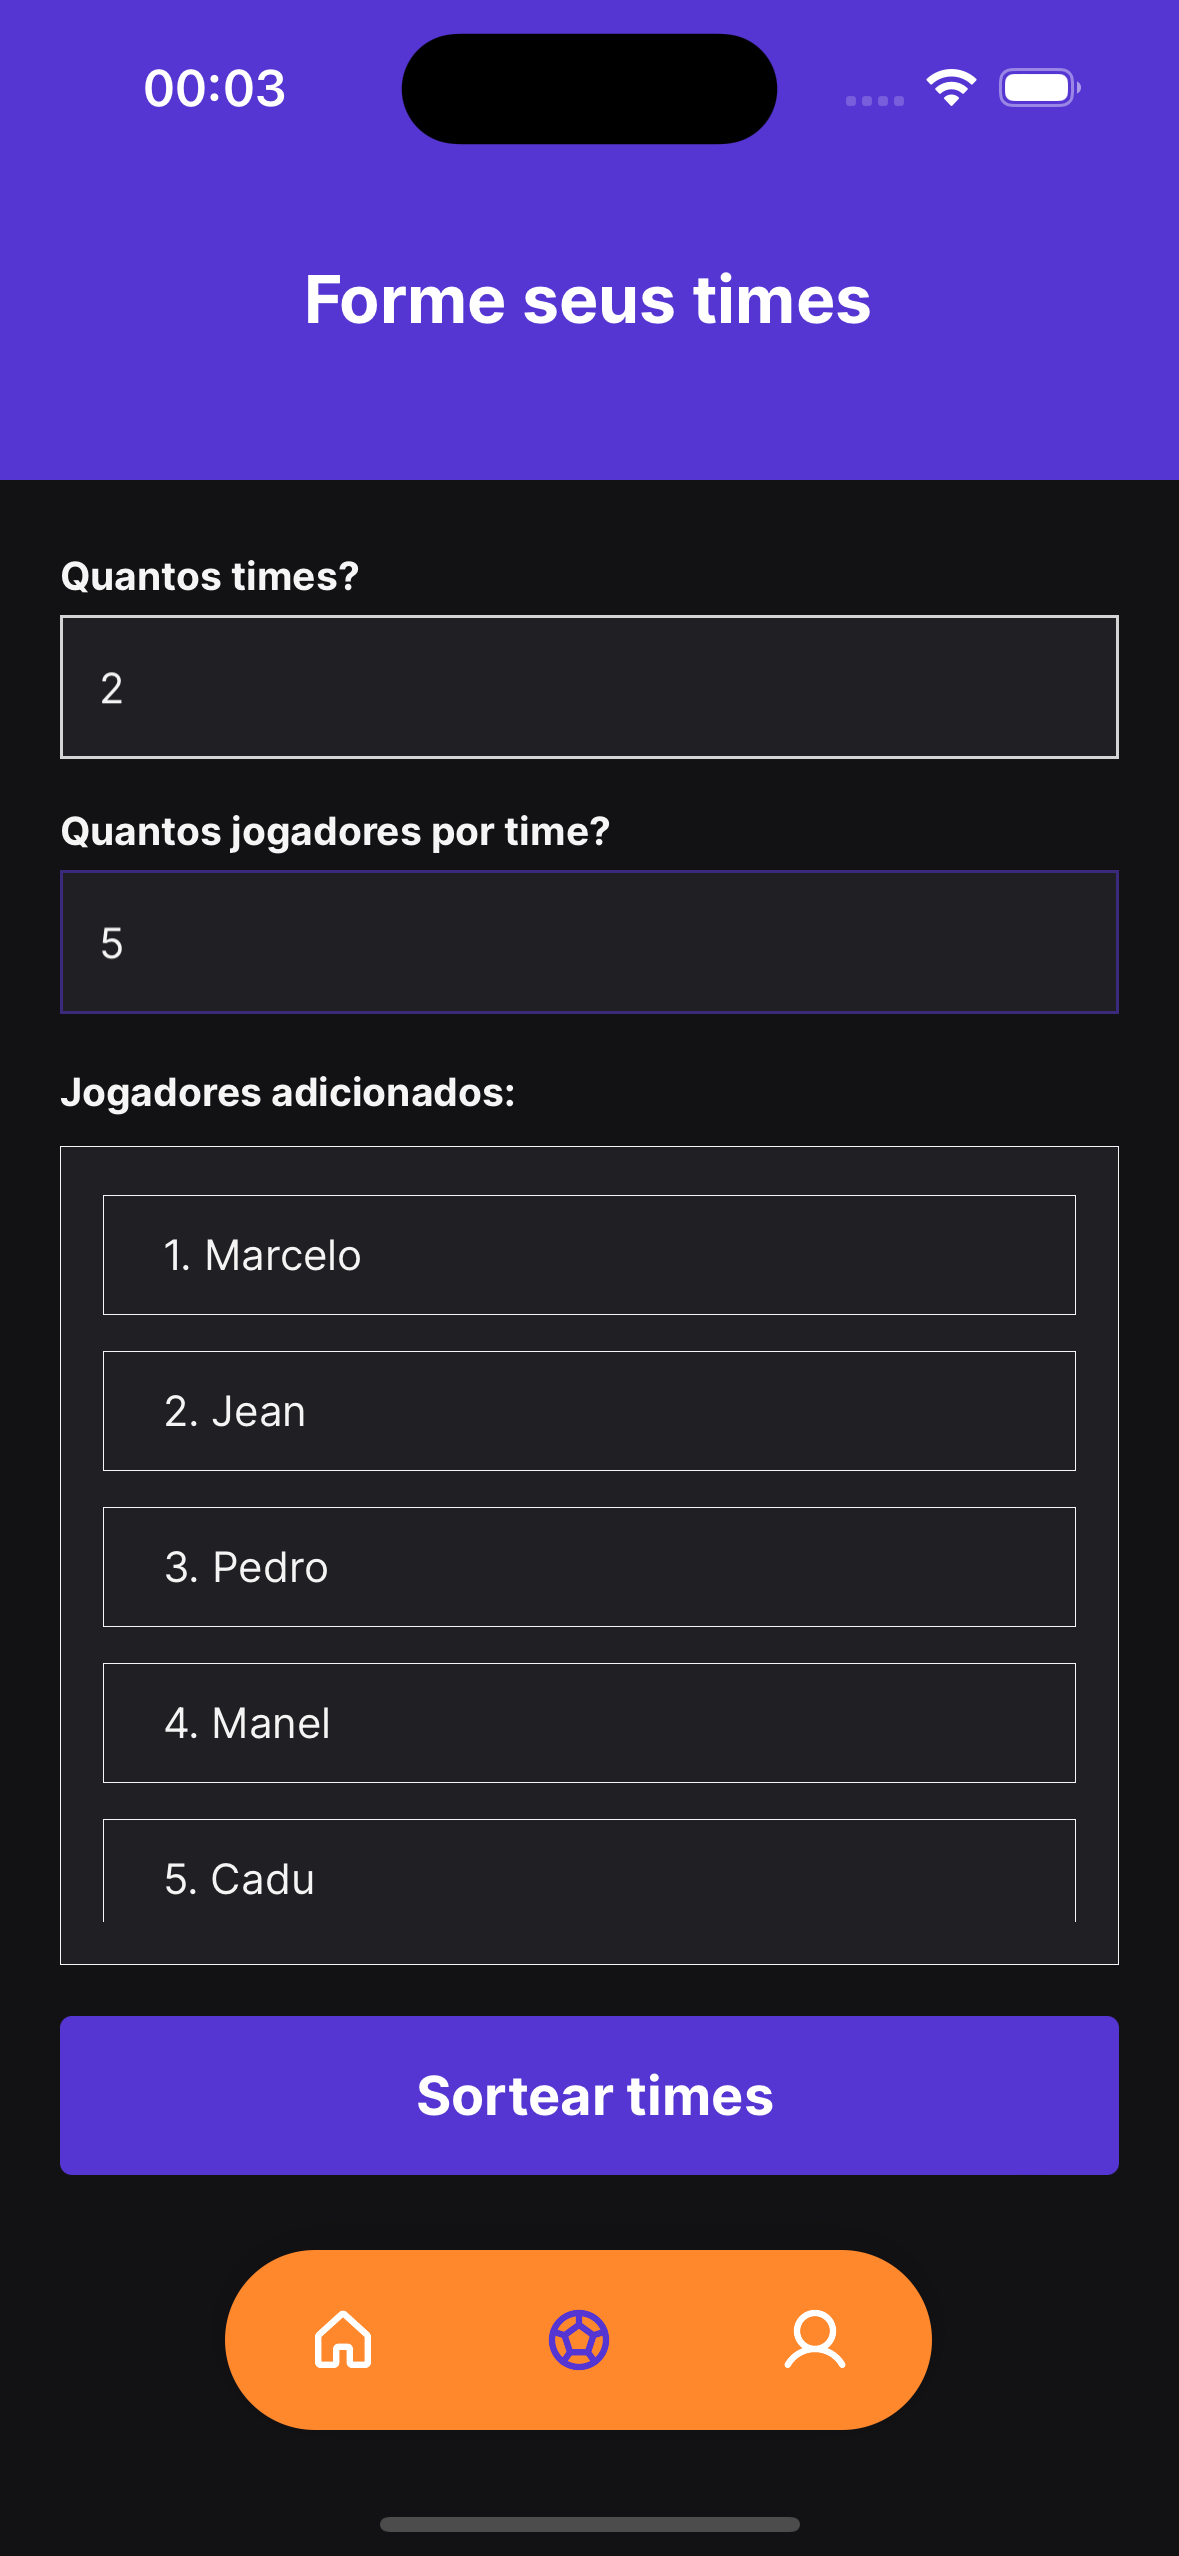 00:03
Forme seus times
Quantos times?
2
Quantos jogadores por time?
5
Jogadores adicionados:
1. Marcelo
2. Jean
3. Pedro
4. Manel
5. Cadu
Sortear times